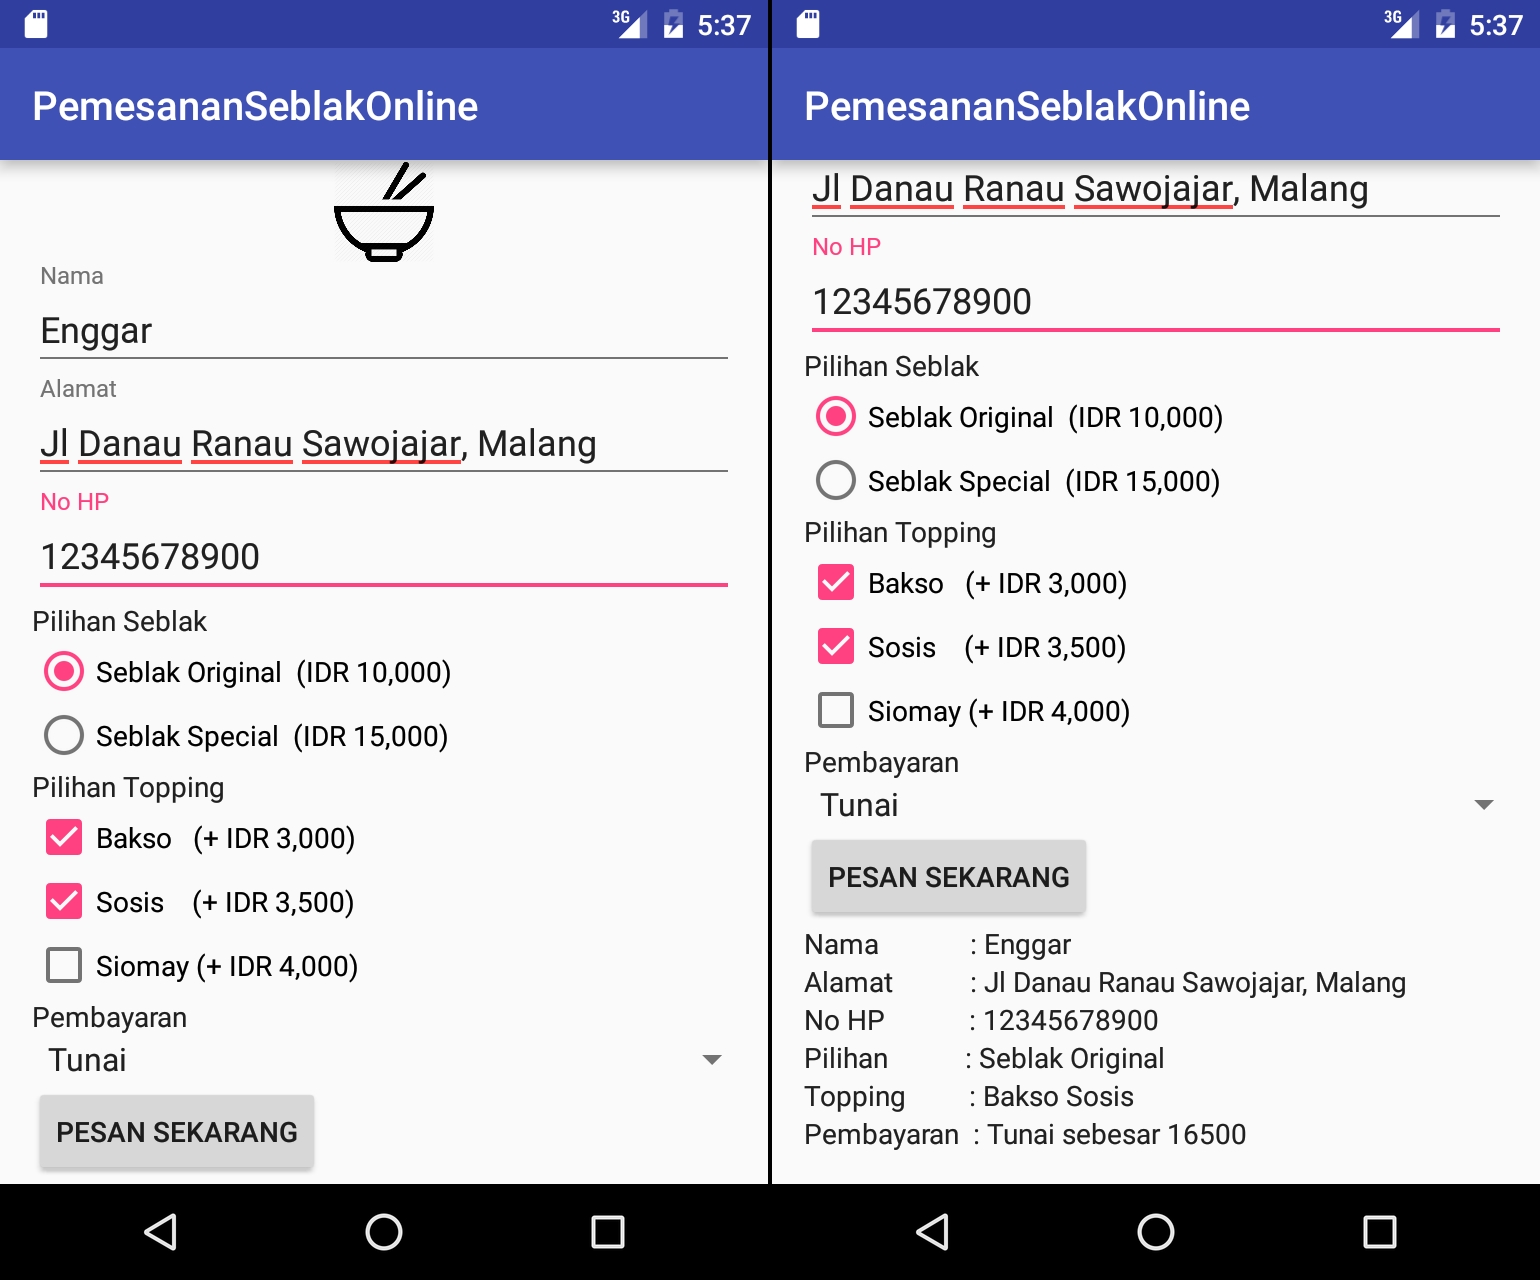 3G 5:37
PemesananSeblakOnline
Nama
Enggar
Alamat
Jl Danau Ranau Sawojajar, Malang
No HP
12345678900
Pilihan Seblak
Seblak Original (IDR 10,000)
Seblak Special (IDR 15,000)
Pilihan Topping
Bakso (+ IDR 3,000)
Sosis (+ IDR 3,500)
Siomay (+ IDR 4,000)
Pembayaran
Tunai
PESAN SEKARANG
3G 5:37
PemesananSeblakOnline
Jl Danau Ranau Sawojajar, Malang
No HP
12345678900
Pilihan Seblak
Seblak Original (IDR 10,000)
Seblak Special (IDR 15,000)
Pilihan Topping
Bakso (+ IDR 3,000)
Sosis (+ IDR 3,500)
Siomay (+ IDR 4,000)
Pembayaran
Tunai
PESAN SEKARANG
Nama : Enggar
Alamat : Jl Danau Ranau Sawojajar, Malang
No HP : 12345678900
Pilihan : Seblak Original
Topping : Bakso Sosis
Pembayaran : Tunai sebesar 16500